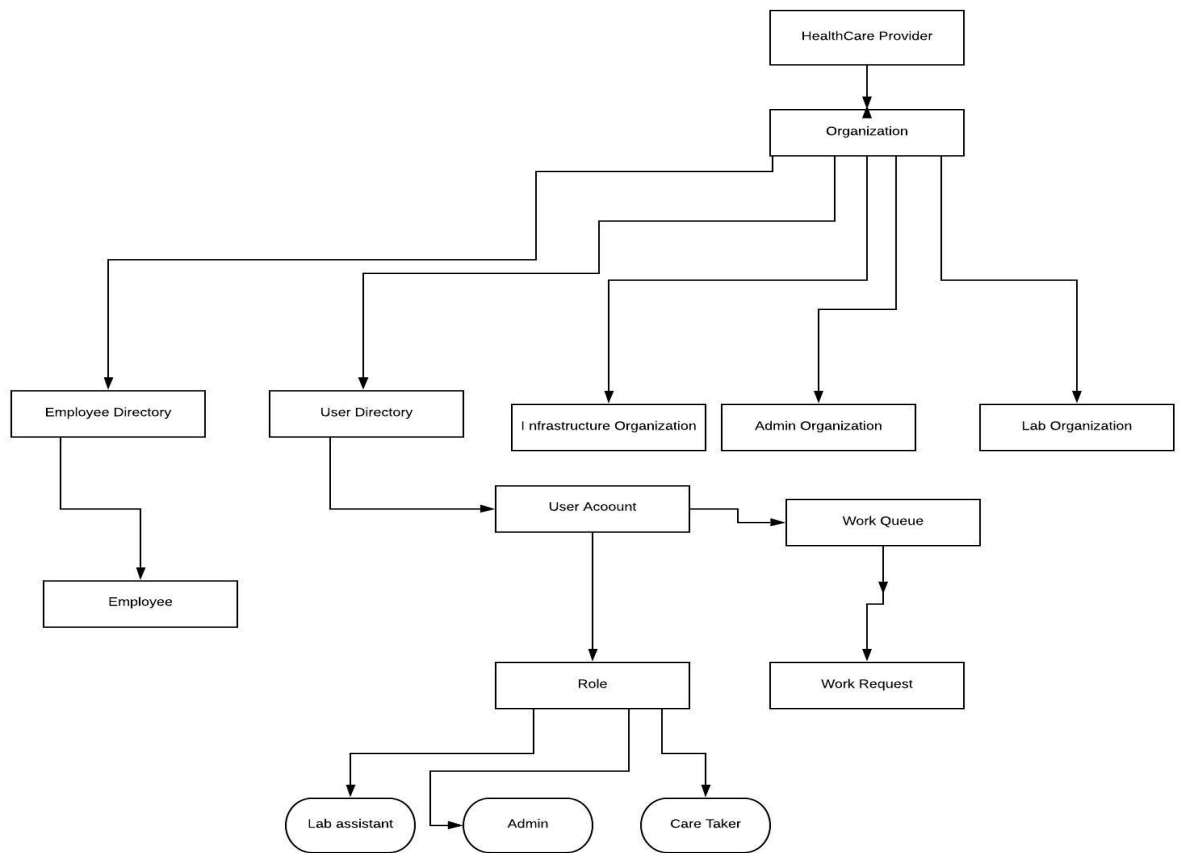 HealthCare Provider
Organization
Employee Directory
User Directory
I nfrastructure Organization
Admin Organization
Lab Organization
User Acoount
Work Queue
Employee
Role
Work Request
Lab assistant
Admin
Care Taker